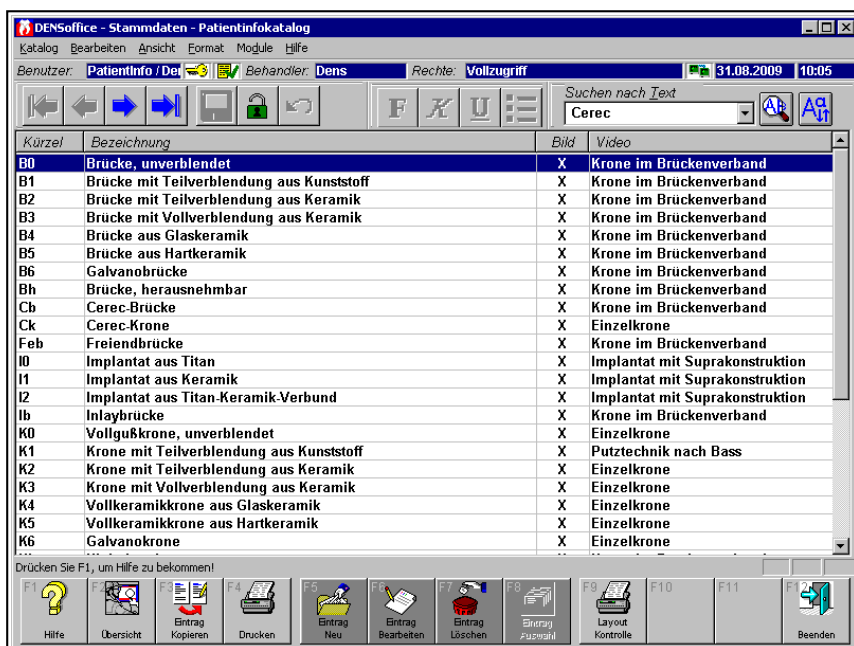 DENSoffice - Stammdaten - Patientinfokatalog
Katalog Bearbeiten Ansicht Format Module Hilfe
Benutzer: PatientInfo / Der Behandler: Dens Rechte: Vollzugriff 31.08.2009 10:05
F K U Suchen nach Text
Cerec
Kürzel Bezeichnung Bild Video
B0 Brücke, unverblendet X Krone im Brückenverband
B1 Brücke mit Teilverblendung aus Kunststoff X Krone im Brückenverband
B2 Brücke mit Teilverblendung aus Keramik X Krone im Brückenverband
B3 Brücke mit Vollverblendung aus Keramik X Krone im Brückenverband
B4 Brücke aus Glaskeramik X Krone im Brückenverband
B5 Brücke aus Hartkeramik X Krone im Brückenverband
B6 Galvanobrücke X Krone im Brückenverband
Bh Brücke, herausnehmbar X Krone im Brückenverband
Cb Cerec-Brücke X Krone im Brückenverband
Ck Cerec-Krone X Einzelkrone
Feb Freiendbrücke X Krone im Brückenverband
I0 Implantat aus Titan X Implantat mit Suprakonstruktion
I1 Implantat aus Keramik X Implantat mit Suprakonstruktion
I2 Implantat aus Titan-Keramik-Verbund X Implantat mit Suprakonstruktion
Ib Inlaybrücke X Krone im Brückenverband
K0 Vollgußkrone, unverblendet X Einzelkrone
K1 Krone mit Teilverblendung aus Kunststoff X Putztechnik nach Bass
K2 Krone mit Teilverblendung aus Keramik X Einzelkrone
K3 Krone mit Vollverblendung aus Keramik X Einzelkrone
K4 Vollkeramikkrone aus Glaskeramik X Einzelkrone
K5 Vollkeramikkrone aus Hartkeramik X Einzelkrone
K6 Galvanokrone X Einzelkrone
Drücken Sie F1, um Hilfe zu bekommen!
F1 Hilfe
F2 Übersicht
F3 Eintrag Kopieren
F4 Drucken
F5 Eintrag Neu
F6 Eintrag Bearbeiten
F7 Eintrag Löschen
F8 Eintrag Auswahl
F9 Layout Kontrolle
F10
F11
F12 Beenden